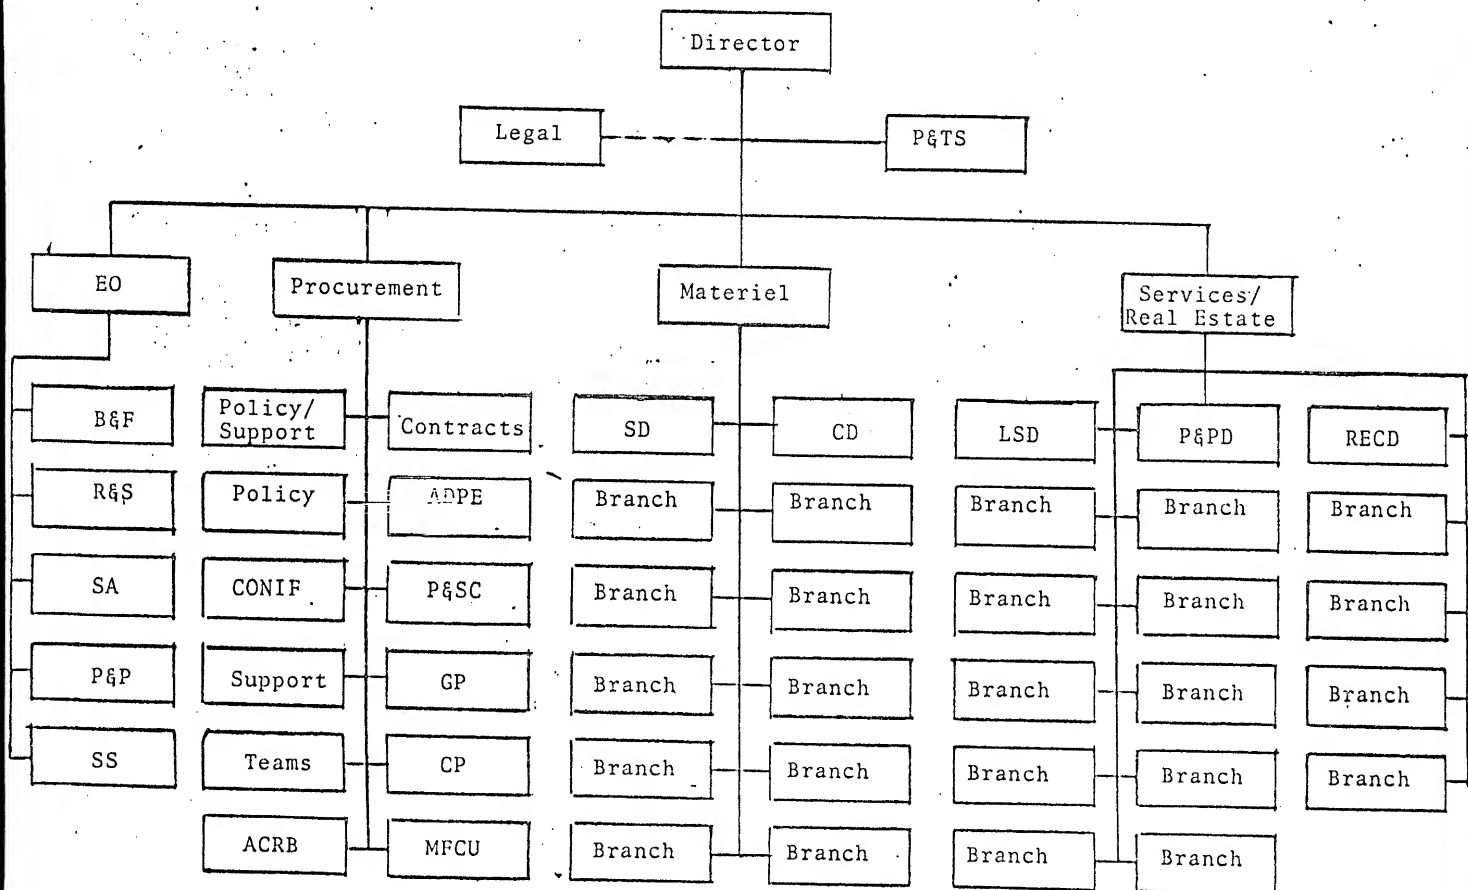 Director
Legal
P&TS
EO
Procurement
Materiel
Services/
Real Estate
B&F
Policy/
Support
Contracts
SD
CD
LSD
P&PD
RECD
R&S
Policy
ADPE
Branch
Branch
Branch
Branch
Branch
SA
CONIF
P&SC
Branch
Branch
Branch
Branch
Branch
P&P
Support
GP
Branch
Branch
Branch
Branch
Branch
SS
Teams
CP
Branch
Branch
Branch
Branch
Branch
ACRB
MFCU
Branch
Branch
Branch
Branch